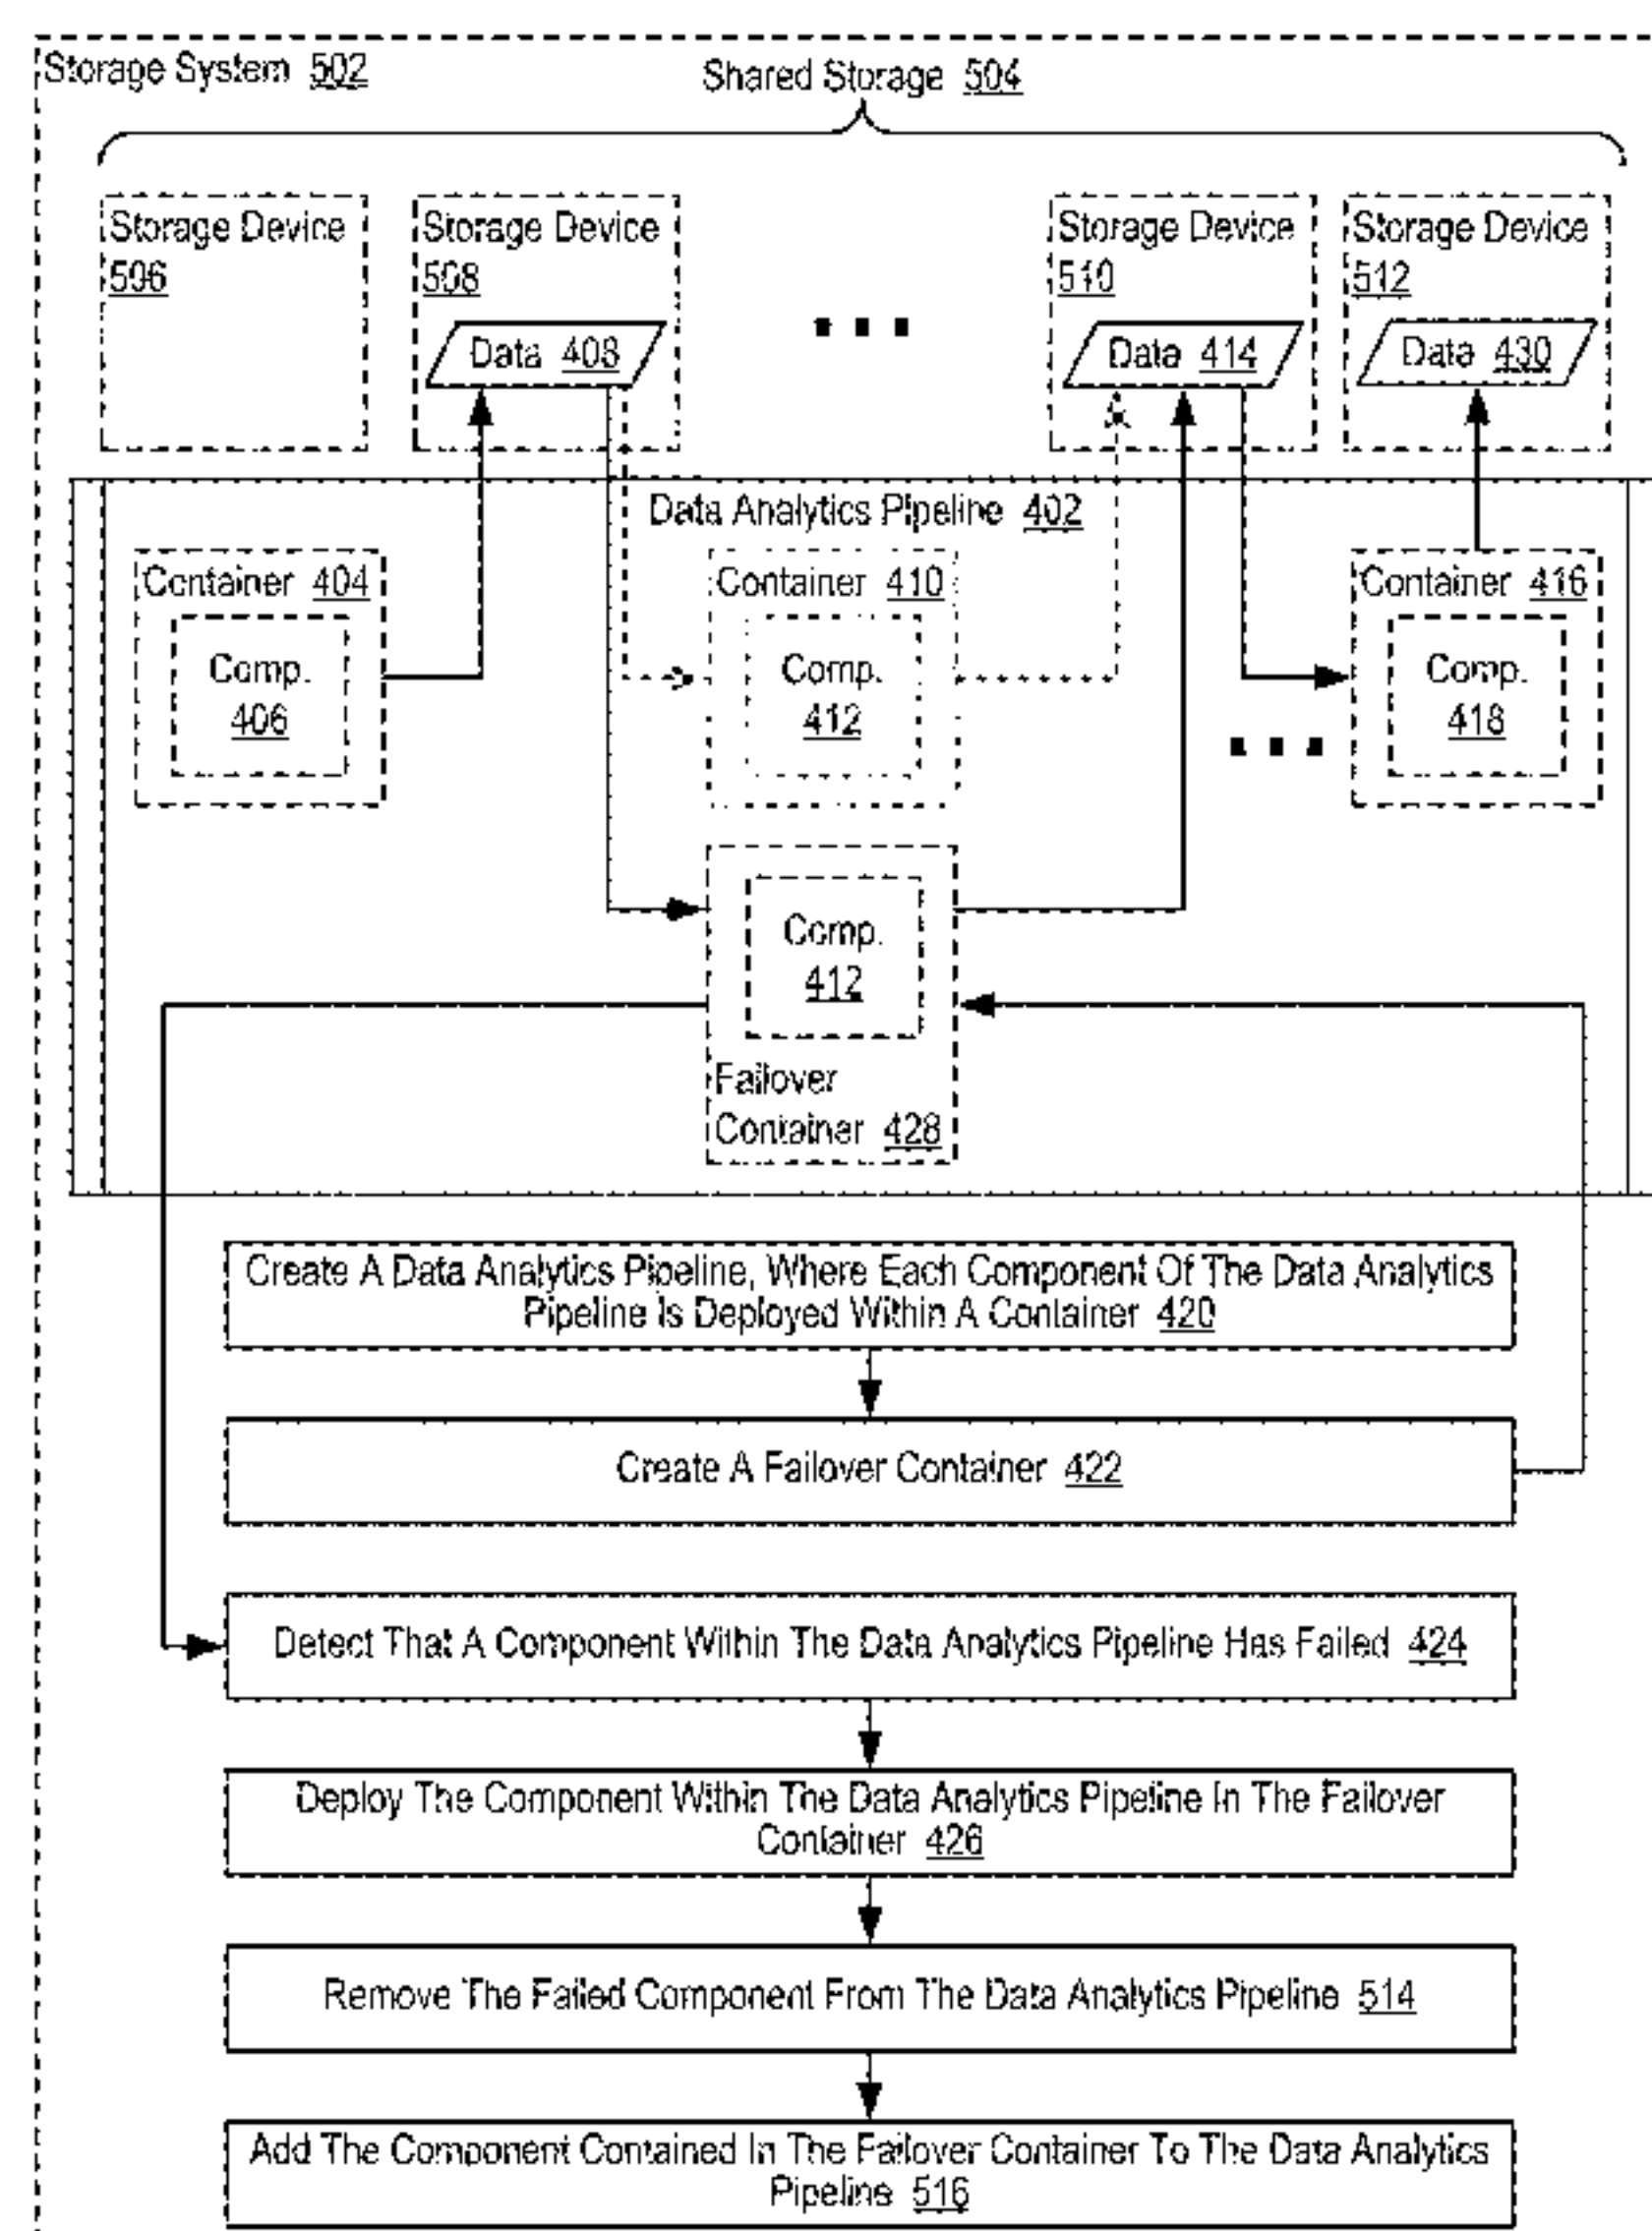 Storage System 502
Shared Storage 504
Storage Device
506
Storage Device
508
Storage Device
510
Storage Device
512
Data 408
Data 414
Data 430
Data Analytics Pipeline 402
Container 404
Comp.
406
Container 410
Comp.
412
Container 416
Comp.
418
Comp.
412
Failover
Container 428
Create A Data Analytics Pipeline, Where Each Component Of The Data Analytics
Pipeline Is Deployed Within A Container 420
Create A Failover Container 422
Detect That A Component Within The Data Analytics Pipeline Has Failed 424
Deploy The Component Within The Data Analytics Pipeline In The Failover
Container 426
Remove The Failed Component From The Data Analytics Pipeline 514
Add The Component Contained In The Failover Container To The Data Analytics
Pipeline 516